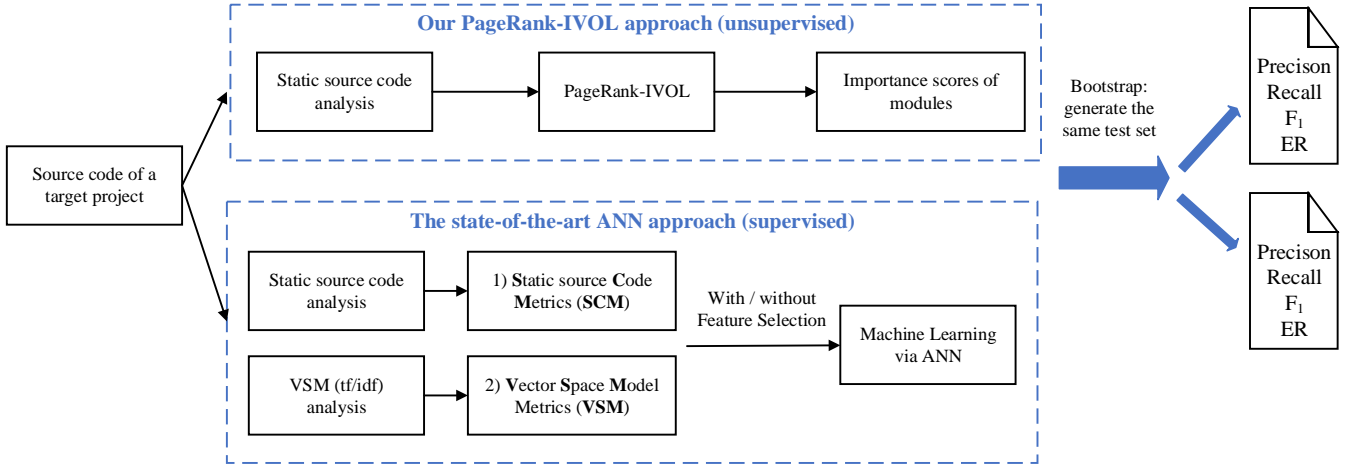 Our PageRank-IVOL approach (unsupervised)
Static source code
analysis
PageRank-IVOL
Importance scores of
modules
Source code of a
target project
The state-of-the-art ANN approach (supervised)
Static source code
analysis
1) Static source Code
Metrics (SCM)
VSM (tf/idf)
analysis
2) Vector Space Model
Metrics (VSM)
With / without
Feature Selection
Machine Learning
via ANN
Bootstrap:
generate the
same test set
Precison
Recall
F1
ER
Precison
Recall
F1
ER